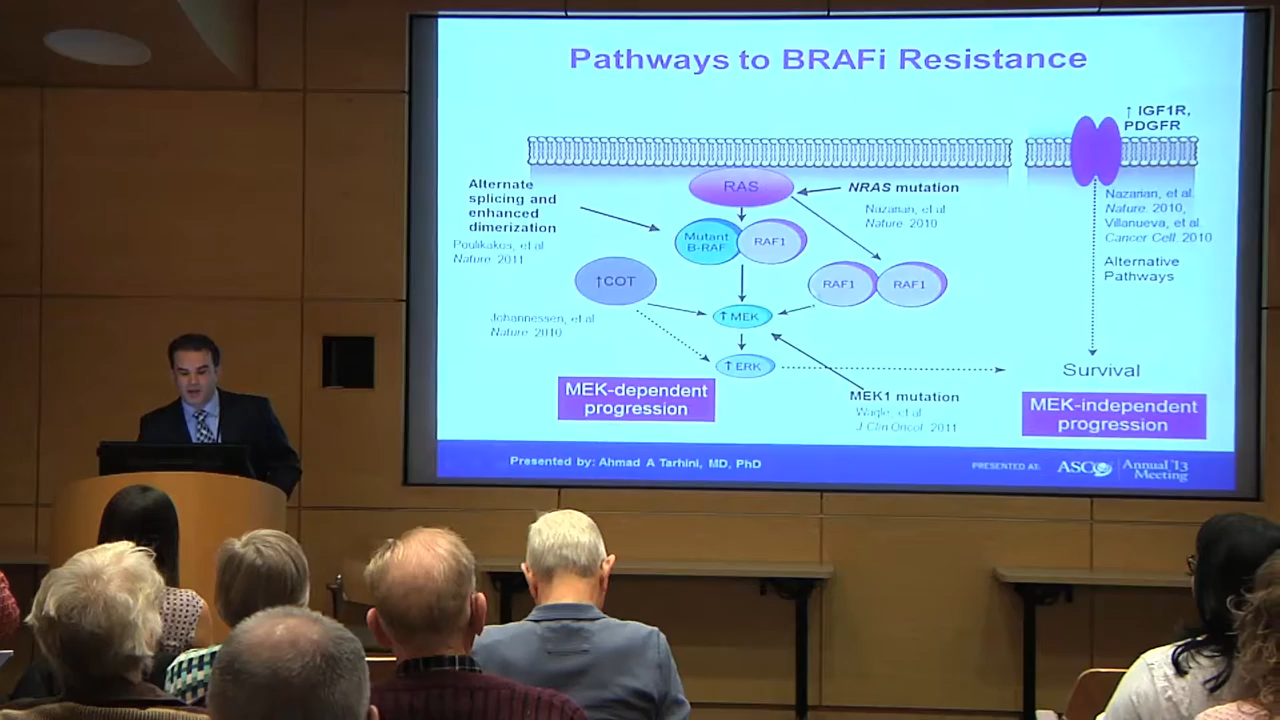 Pathways to BRAFi Resistance
↑ IGF1R,
PDGFR
Alternate
splicing and
enhanced
dimerization
Poulikakos, et al
Nature. 2011
RAS
NRAS mutation
Nazarian, et al
Nature. 2010
Mutant
B-RAF
RAF1
Nazarian, et al.
Nature. 2010,
Villanueva, et al.
Cancer Cell. 2010
Alternative
Pathways
↑COT
RAF1
RAF1
Johannessen, et al
Nature. 2010
↑ MEK
↑ ERK
Survival
MEK-dependent
progression
MEK1 mutation
Wagle, et al.
J Clin Oncol. 2011
MEK-independent
progression
Presented by: Ahmad A Tarhini, MD, PhD
PRESENTED AT:
ASCO
Annual '13
Meeting